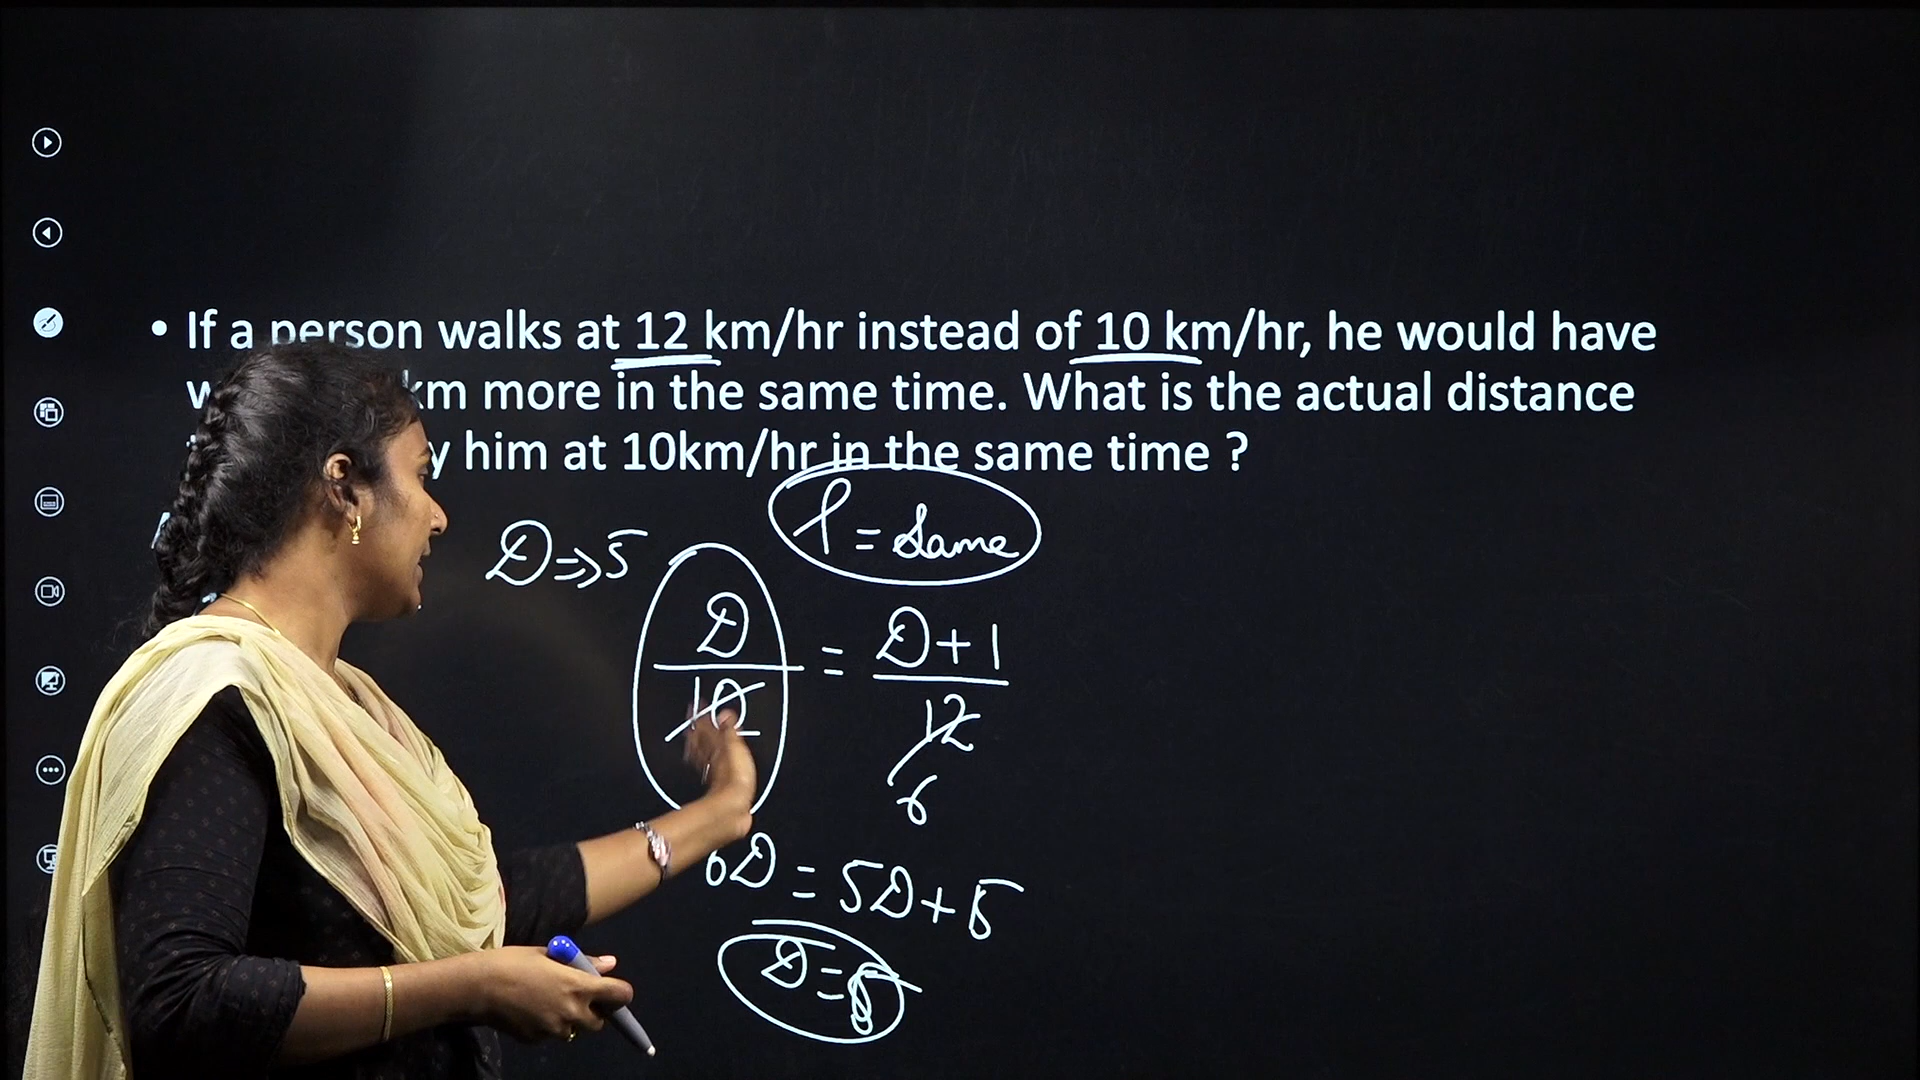 • If a person walks at 12 km/hr instead of 10 km/hr, he would have
km more in the same time. What is the actual distance
him at 10km/hr in the same time ?
D ⇒ 5
= Same
D/10 = D+1/12
6
6D = 5D + 5
D = 5